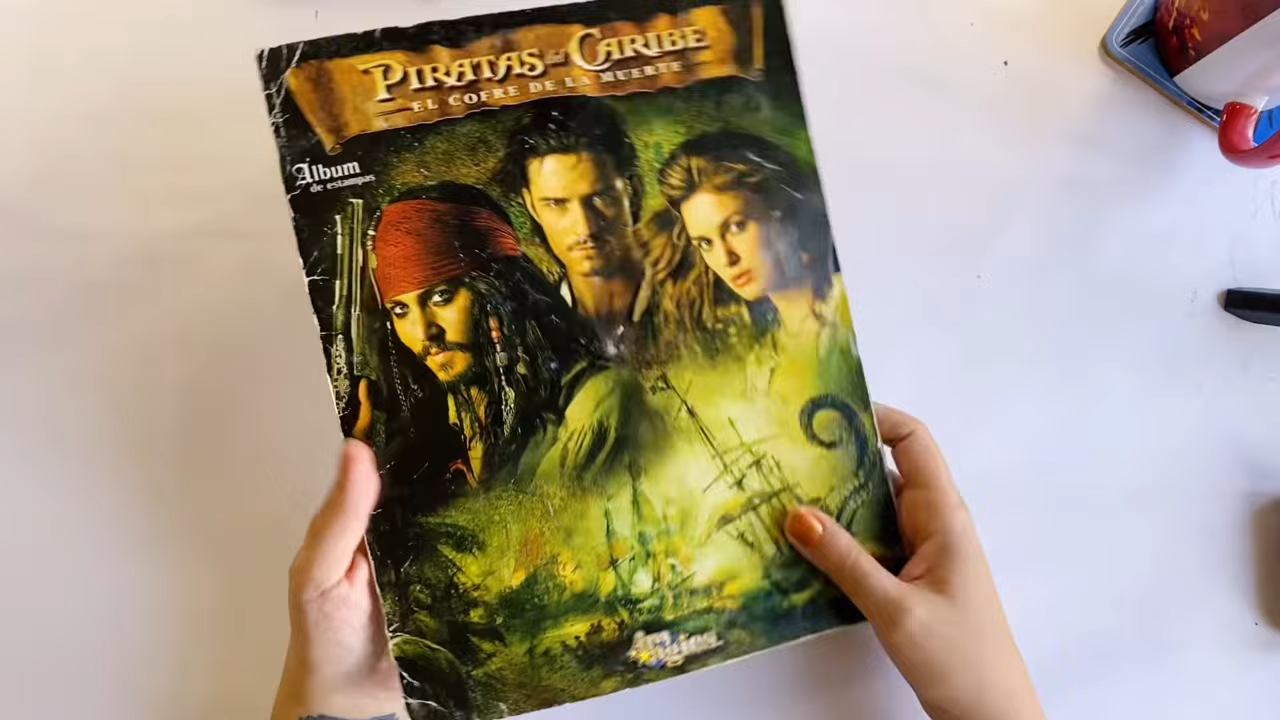 PIRATAS del CARIBE
EL COFRE DE LA MUERTE
Álbum
de estampas